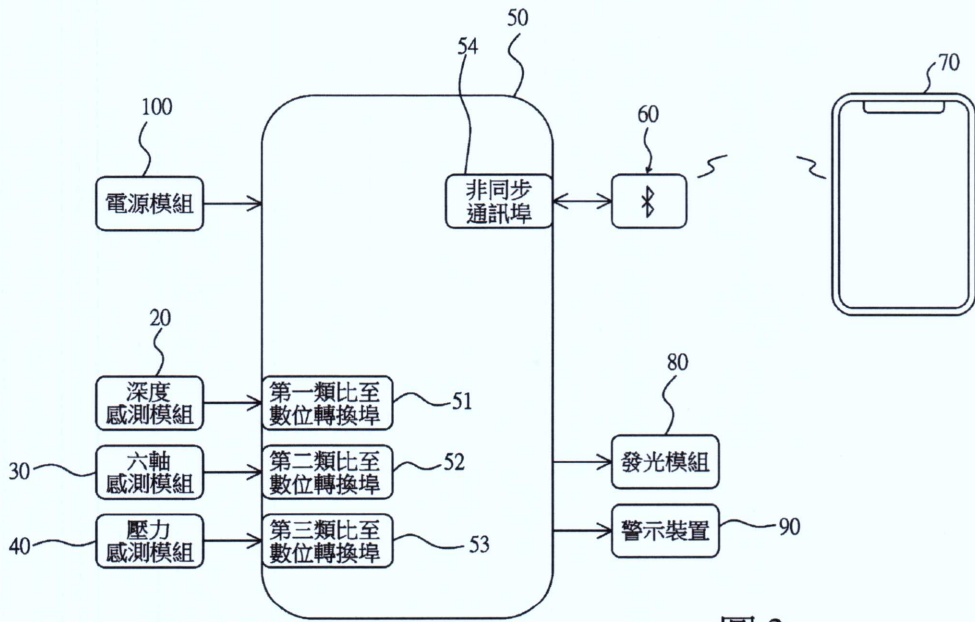 50
54
70
100
60
電源模組
非同步
通訊埠
20
80
深度
感測模組
第一類比至
數位轉換埠
51
30
六軸
感測模組
第二類比至
數位轉換埠
52
發光模組
40
壓力
感測模組
第三類比至
數位轉換埠
53
警示裝置
90